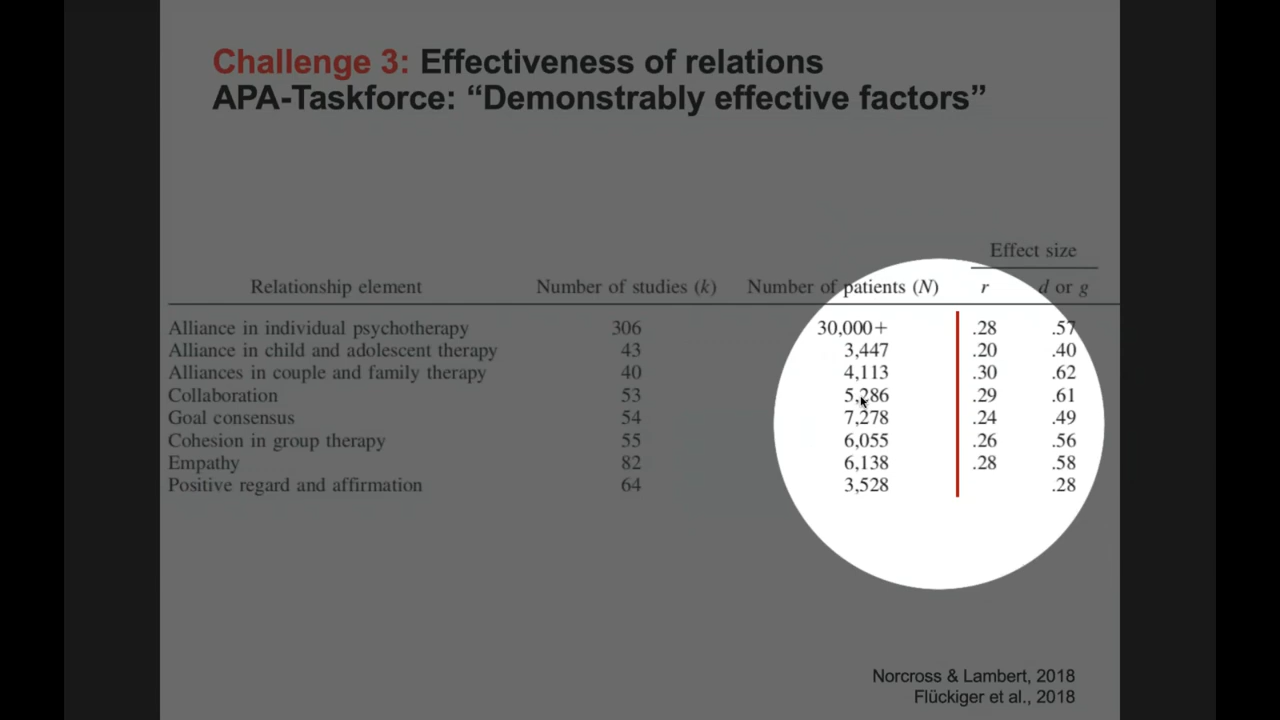 Challenge 3: Effectiveness of relations
APA-Taskforce: “Demonstrably effective factors”
Effect size
Relationship element Number of studies (k) Number of patients (N) r d or g
Alliance in individual psychotherapy 306 30,000+ .28 .57
Alliance in child and adolescent therapy 43 3,447 .20 .40
Alliances in couple and family therapy 40 4,113 .30 .62
Collaboration 53 5,286 .29 .61
Goal consensus 54 7,278 .24 .49
Cohesion in group therapy 55 6,055 .26 .56
Empathy 82 6,138 .28 .58
Positive regard and affirmation 64 3,528 .28
Norcross & Lambert, 2018
Flückiger et al., 2018